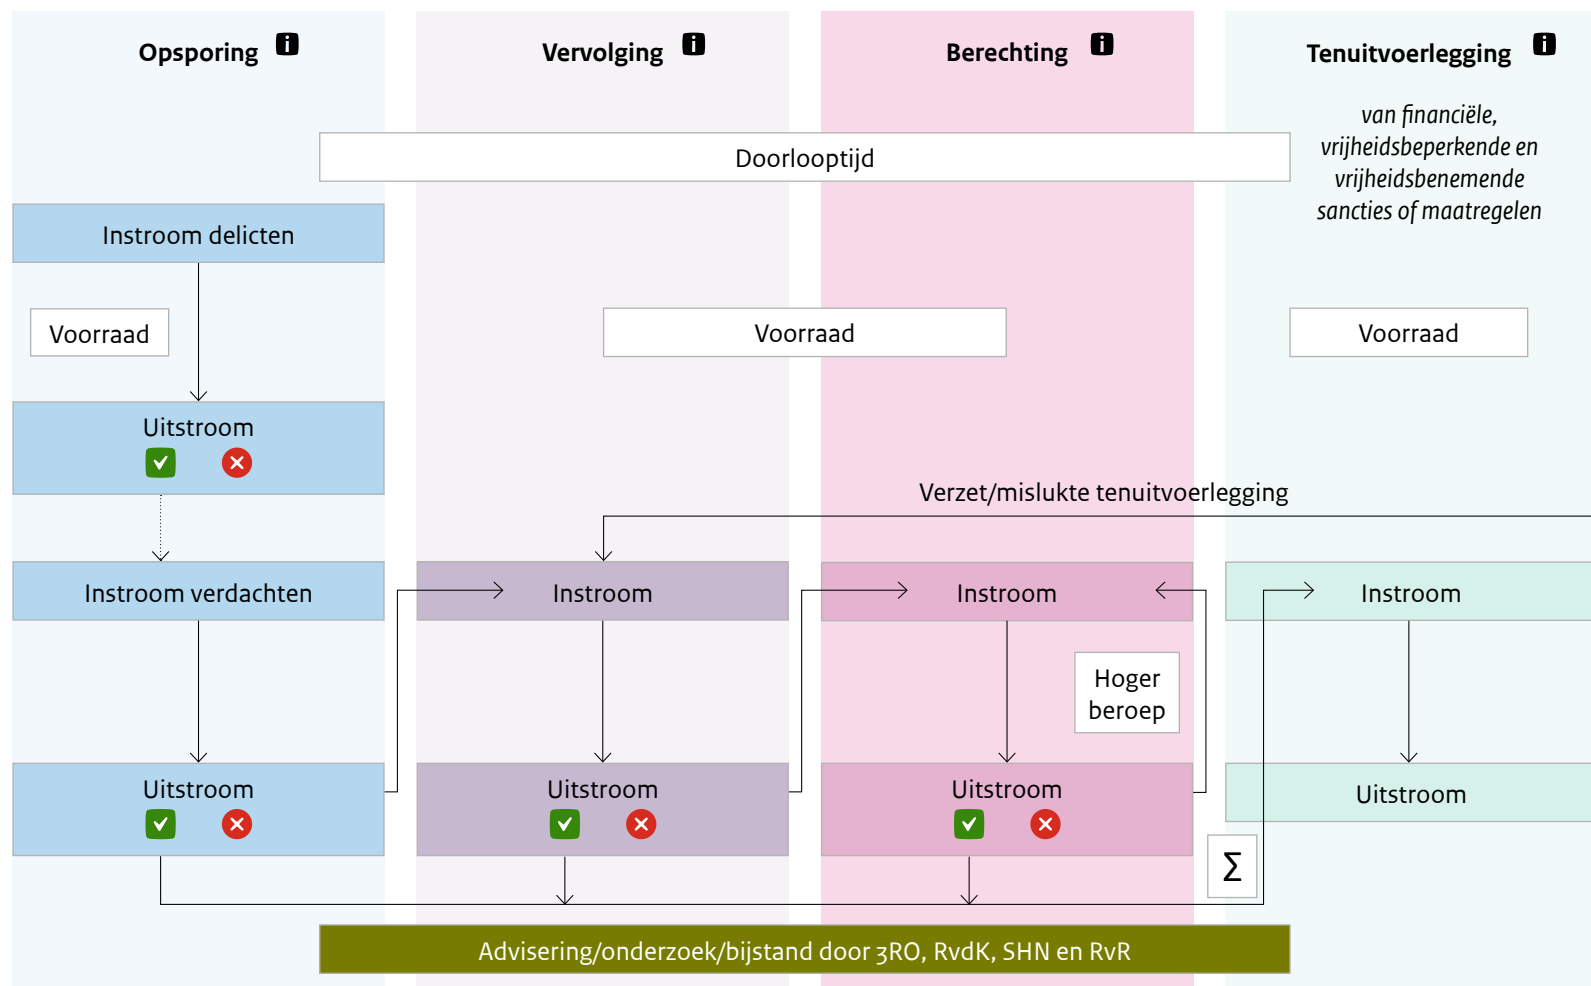 Opsporing
Vervolging
Berechting
Tenuitvoerlegging
van financiële,
vrijheidsbeperkende en
vrijheidsbenemende
sancties of maatregelen
Doorlooptijd
Instroom delicten
Voorraad
Voorraad
Voorraad
Uitstroom
Verzet/mislukte tenuitvoerlegging
Instroom verdachten
Instroom
Instroom
Instroom
Hoger
beroep
Uitstroom
Uitstroom
Uitstroom
Uitstroom
Σ
Advisering/onderzoek/bijstand door 3RO, RvdK, SHN en RvR